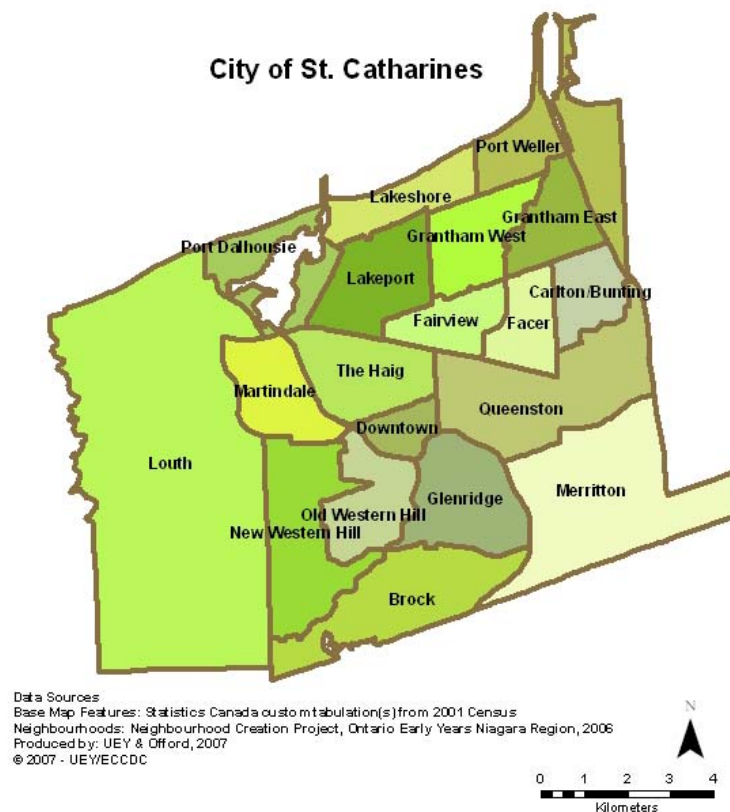 City of St. Catharines
Port Weller
Lakeshore
Grantham East
Port Dalhousie
Grantham West
Lakeport
Carlton/Bunting
Fairview
Facer
The Haig
Martindale
Queenston
Downtown
Louth
Merritton
Glenridge
Old Western Hill
New Western Hill
Brock
Data Sources
Base Map Features: Statistics Canada custom tabulation(s) from 2001 Census
Neighbourhoods: Neighbourhood Creation Project, Ontario Early Years Niagara Region, 2006
Produced by: UEY & Offord, 2007
© 2007 - UEY/ECCDC
N
0 1 2 3 4
Kilometers